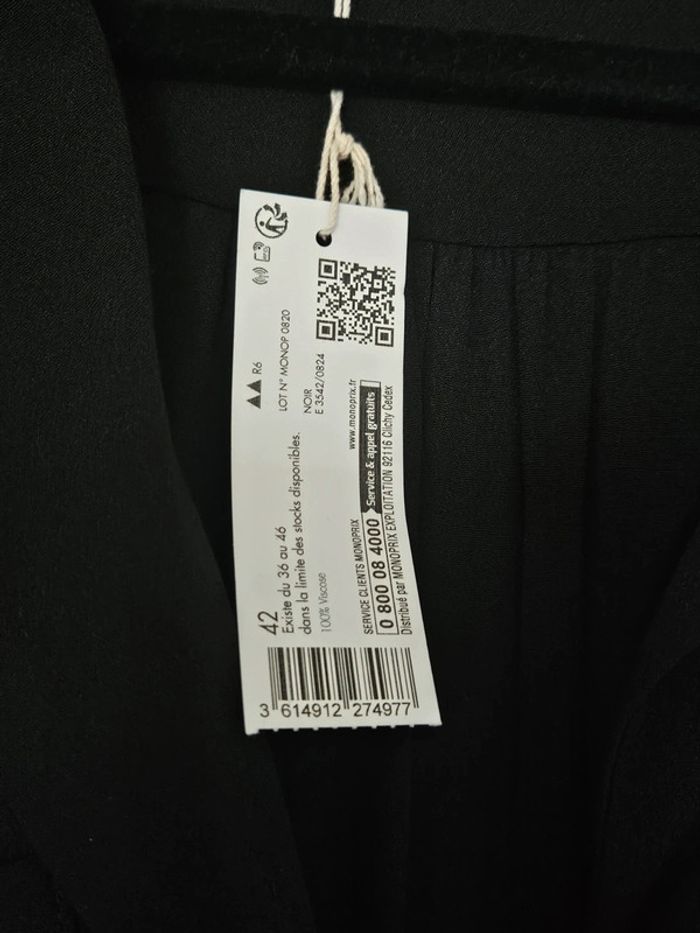 42
Existe du 36 au 46
dans la limite des stocks disponibles.
100% Viscose
R6
LOT N° MONOP 0820
NOIR
E 3542/0824
www.monoprix.fr
SERVICE CLIENTS MONOPRIX
0 800 08 4000 Service & appel gratuits
Distribué par MONOPRIX EXPLOITATION 92116 Clichy Cedex
3 614912 274977